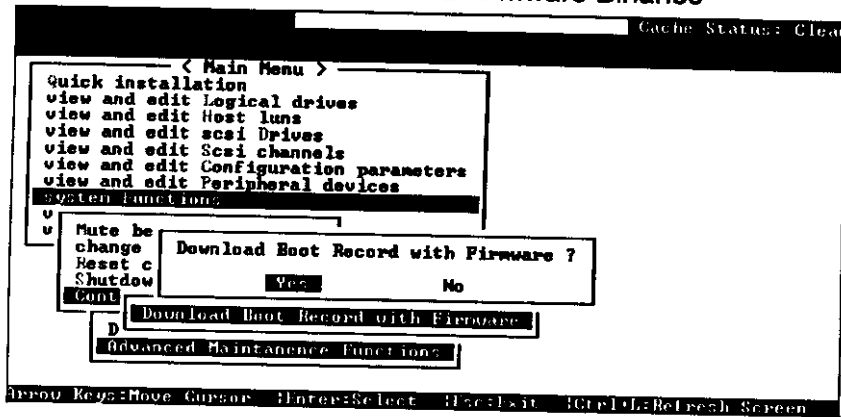 Firmware Binaries
Cache Status: Clea
< Main Menu >
Quick installation
view and edit Logical drives
view and edit Host luns
view and edit scsi Drives
view and edit Scsi channels
view and edit Configuration parameters
view and edit Peripheral devices
system Functions
v
v
Mute be
change
Reset c
Shutdow
Cont
Download Boot Record with Firmware ?
Yes No
Download Boot Record with Firmware
D
Advanced Maintanence Functions
Arrow Keys:Move Cursor |Enter:Select |Esc:Exit |Ctrl+L:Refresh Screen